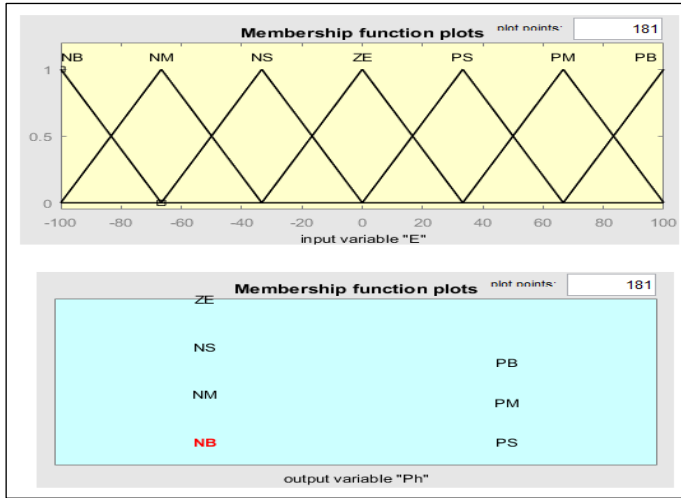 Membership function plots plot points: 181
NB NM NS ZE PS PM PB
1
0.5
0
-100 -80 -60 -40 -20 0 20 40 60 80 100
input variable "E"
Membership function plots plot points: 181
ZE
NS
PB
NM
PM
NB PS
output variable "Ph"